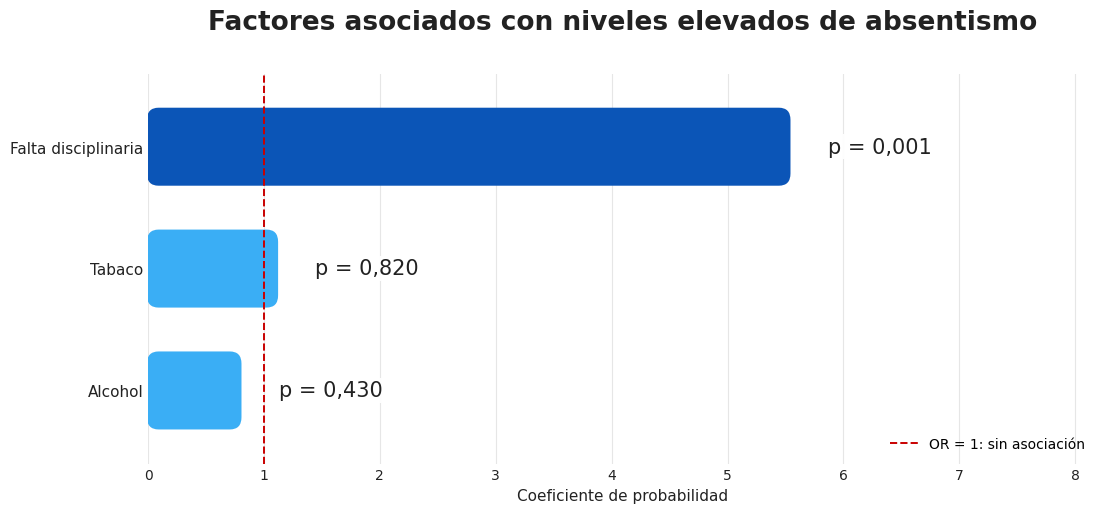 Factores asociados con niveles elevados de absentismo
Falta disciplinaria
p = 0,001
Tabaco
p = 0,820
Alcohol
p = 0,430
OR = 1: sin asociación
0 1 2 3 4 5 6 7 8
Coeficiente de probabilidad